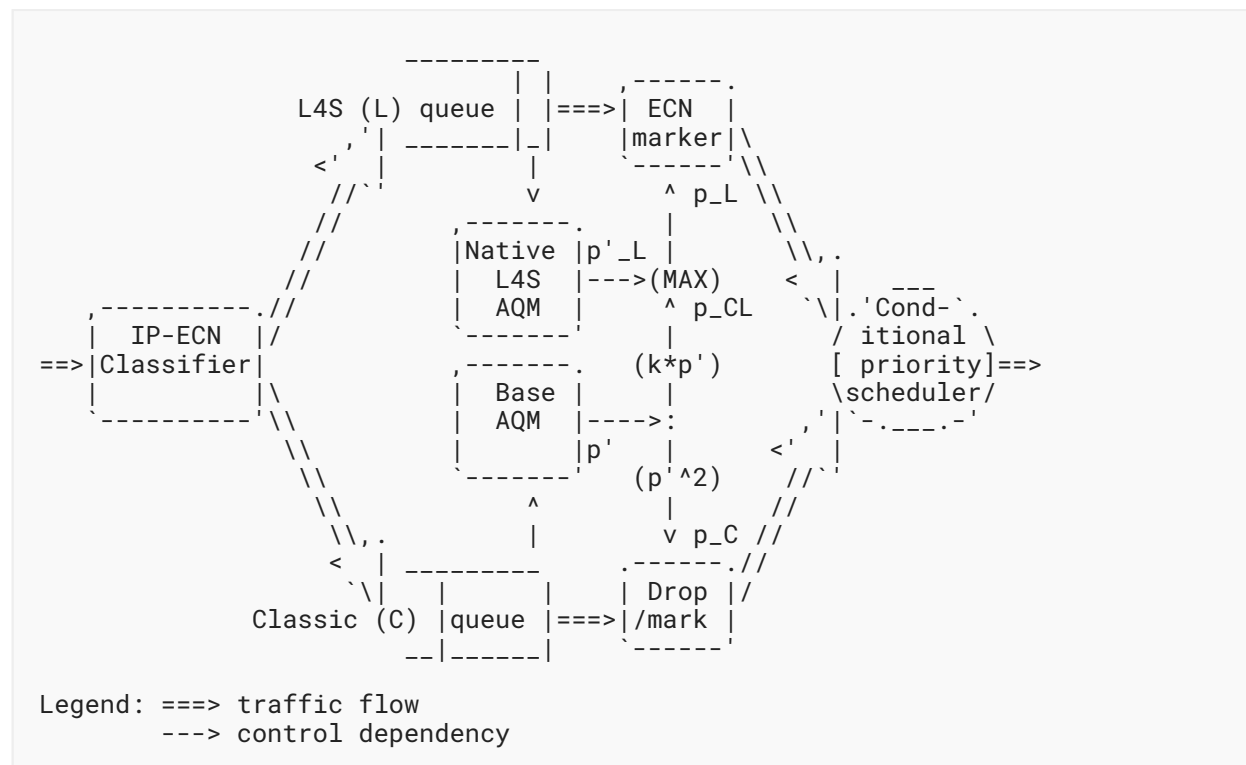 L4S (L) queue ===> ECN
marker
p_L
Native p'_L
L4S --->(MAX)
AQM p_CL
.'Cond-`.
IP-ECN itional
==>Classifier (k*p') [ priority]==>
Base \scheduler/
AQM ---->:
p'
(p'^2)
p_C
Drop
Classic (C) queue ===> /mark
Legend: ===> traffic flow
---> control dependency